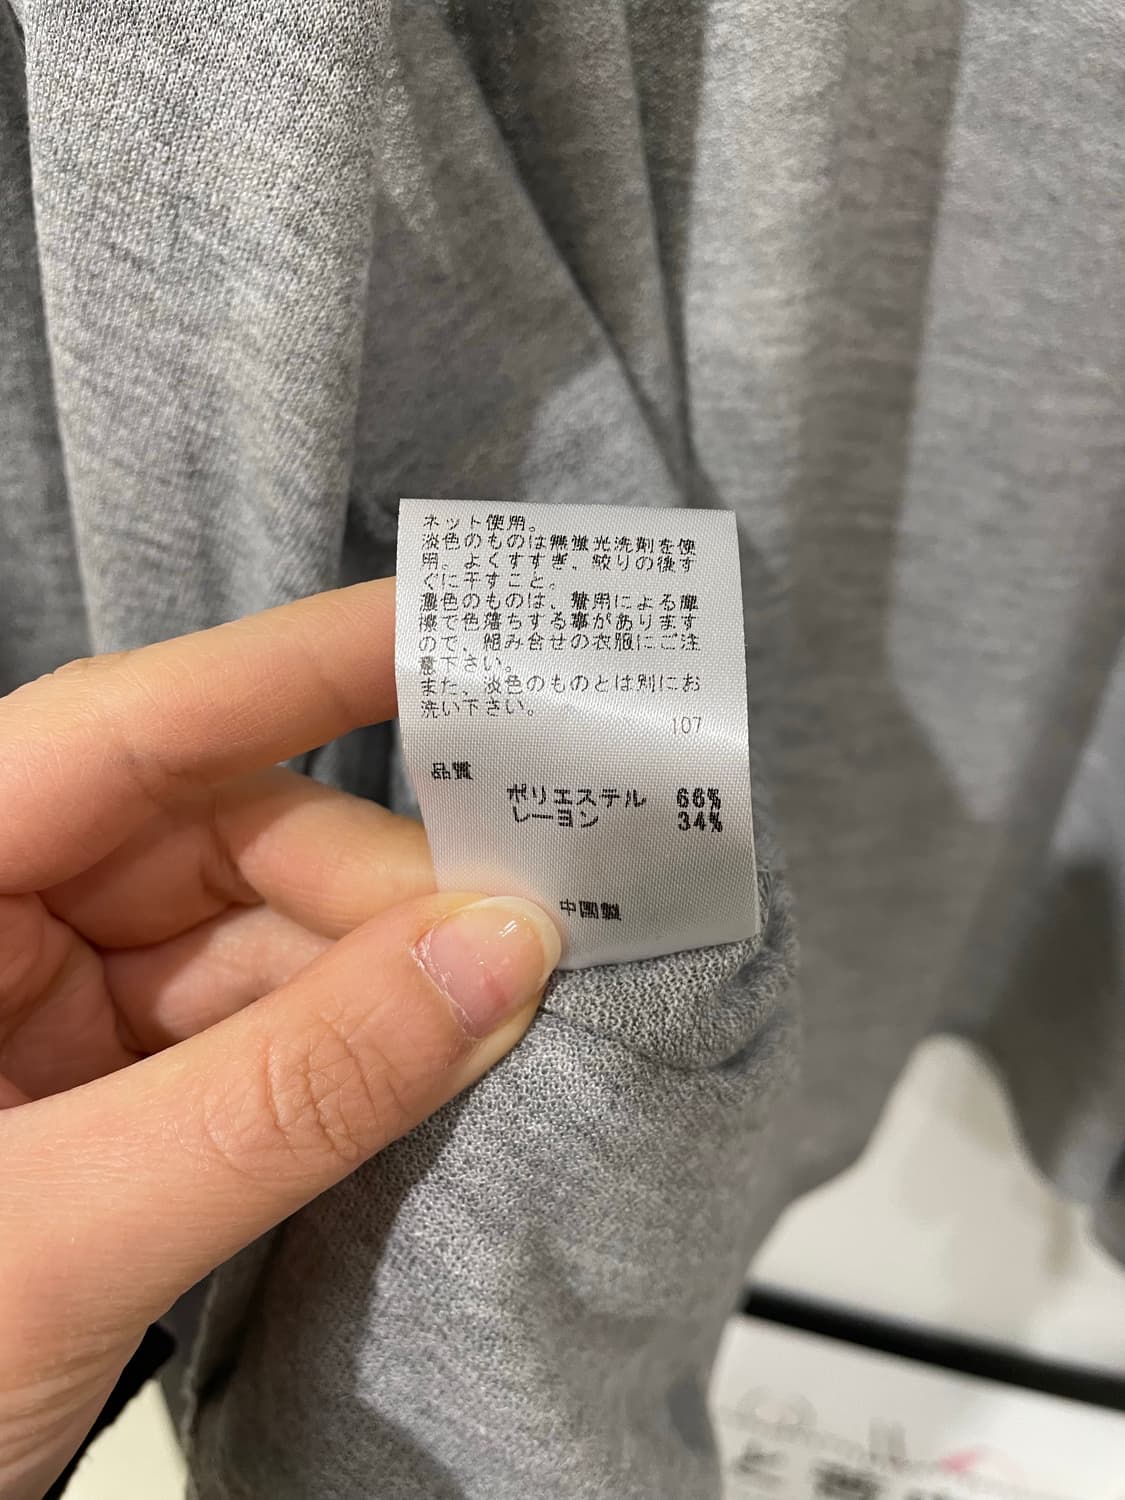 ネット使用。
淡色のものは無蛍光洗剤を使
用。よくすすぎ、絞りの後す
ぐに干すこと。
濃色のものは、着用による摩
擦で色落ちする事があります
ので、組み合せの衣服にご注
意下さい。
また、淡色のものとは別にお
洗い下さい。
107
品質
ポリエステル 66%
レーヨン 34%
中国製